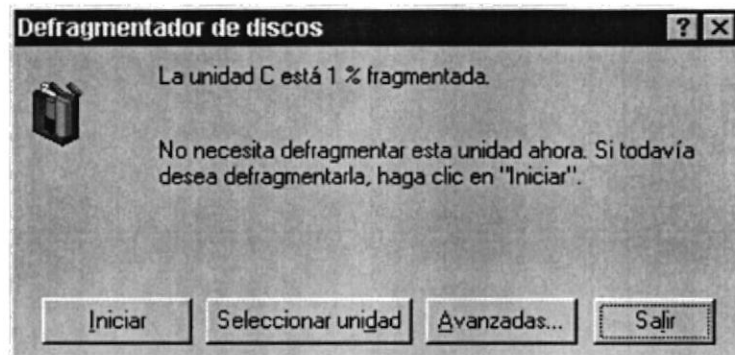 Defragmentador de discos
La unidad C está 1 % fragmentada.
No necesita defragmentar esta unidad ahora. Si todavía
desea defragmentarla, haga clic en "Iniciar".
Iniciar Seleccionar unidad Avanzadas... Salir